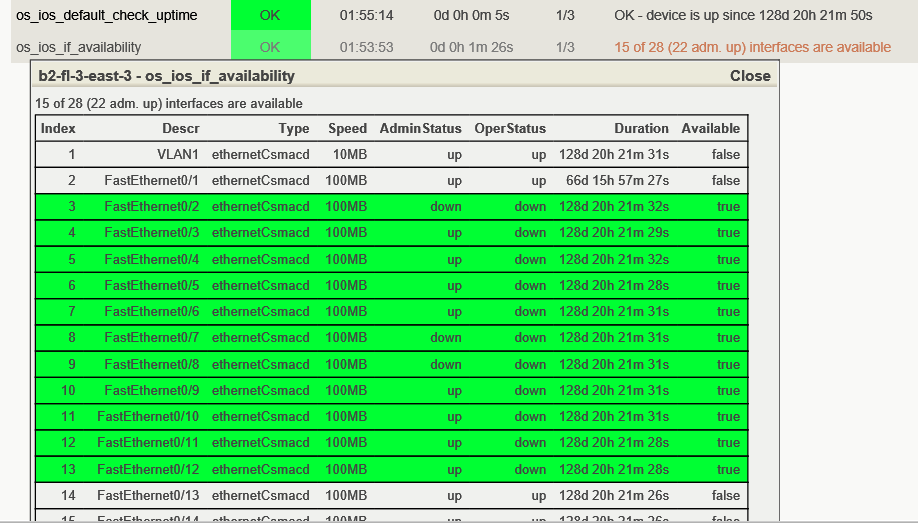 os_ios_default_check_uptime OK 01:55:14 0d 0h 0m 5s 1/3 OK - device is up since 128d 20h 21m 50s
os_ios_if_availability OK 01:53:53 0d 0h 1m 26s 1/3 15 of 28 (22 adm. up) interfaces are available
b2-fl-3-east-3 - os_ios_if_availability Close
15 of 28 (22 adm. up) interfaces are available
Index Descr Type Speed AdminStatus OperStatus Duration Available
1 VLAN1 ethernetCsmacd 10MB up up 128d 20h 21m 31s false
2 FastEthernet0/1 ethernetCsmacd 100MB up up 66d 15h 57m 27s false
3 FastEthernet0/2 ethernetCsmacd 100MB down down 128d 20h 21m 32s true
4 FastEthernet0/3 ethernetCsmacd 100MB up down 128d 20h 21m 29s true
5 FastEthernet0/4 ethernetCsmacd 100MB up down 128d 20h 21m 32s true
6 FastEthernet0/5 ethernetCsmacd 100MB up down 128d 20h 21m 28s true
7 FastEthernet0/6 ethernetCsmacd 100MB up down 128d 20h 21m 31s true
8 FastEthernet0/7 ethernetCsmacd 100MB down down 128d 20h 21m 31s true
9 FastEthernet0/8 ethernetCsmacd 100MB down down 128d 20h 21m 31s true
10 FastEthernet0/9 ethernetCsmacd 100MB up down 128d 20h 21m 31s true
11 FastEthernet0/10 ethernetCsmacd 100MB up down 128d 20h 21m 31s true
12 FastEthernet0/11 ethernetCsmacd 100MB up down 128d 20h 21m 28s true
13 FastEthernet0/12 ethernetCsmacd 100MB up down 128d 20h 21m 28s true
14 FastEthernet0/13 ethernetCsmacd 100MB up up 128d 20h 21m 26s false
15 FastEthernet0/14 ethernetCsmacd 100MB up up 128d 20h 21m 26s false